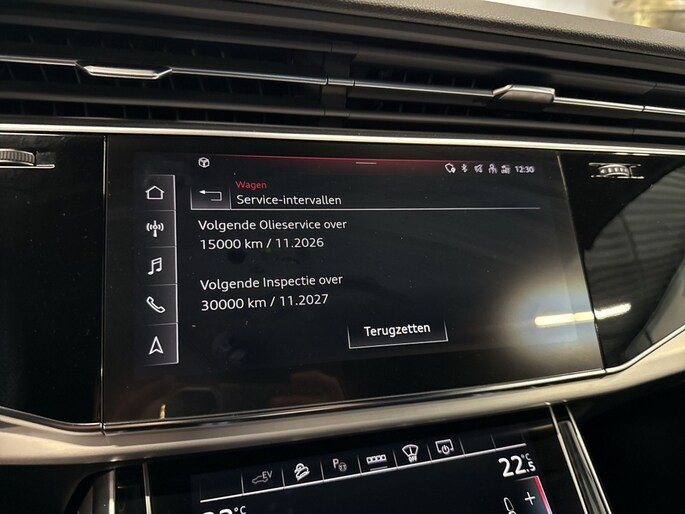 12:30
Wagen
Service-intervallen
Volgende Olieservice over
15000 km / 11.2026
Volgende Inspectie over
30000 km / 11.2027
Terugzetten
EV
OFF
22.5 °C
°C
+